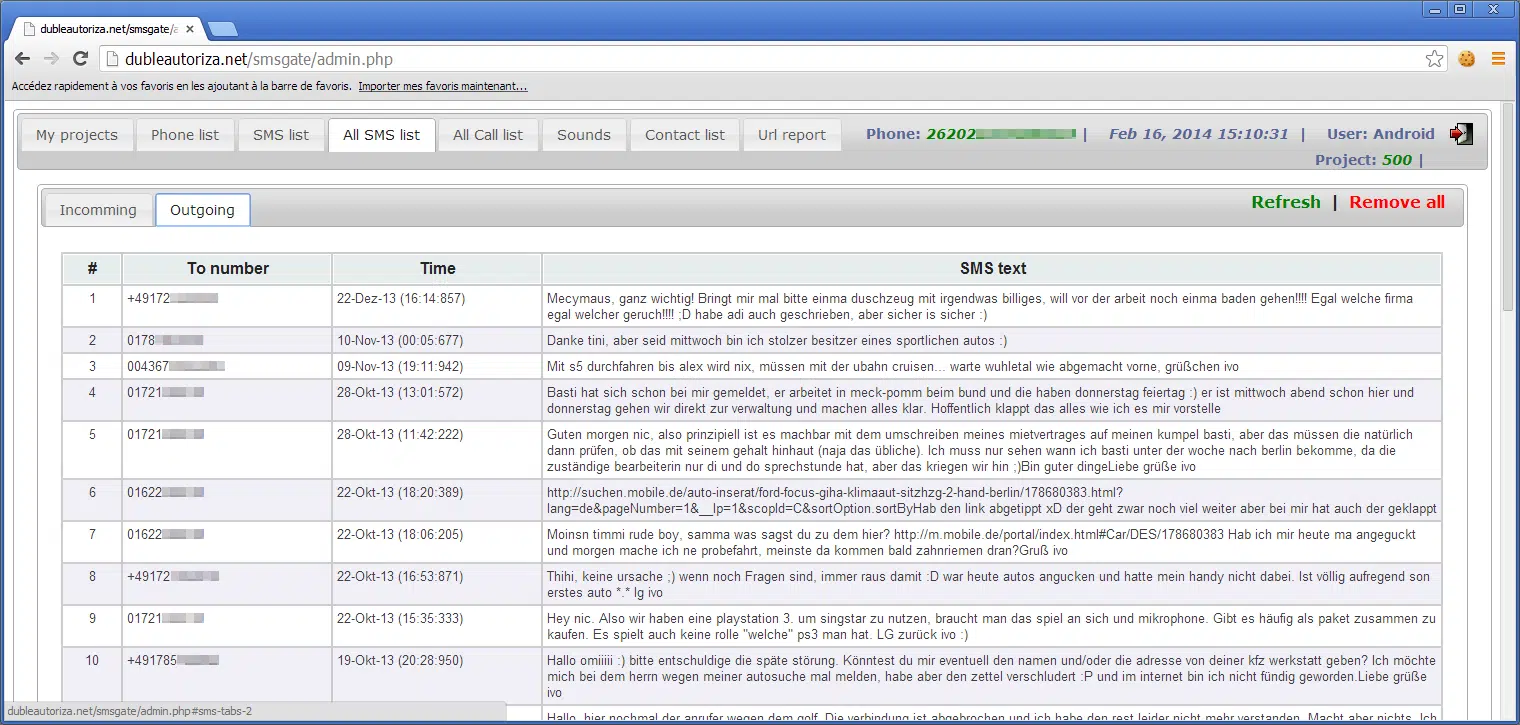 dubleautoriza.net/smsgate/a
dubleautoriza.net/smsgate/admin.php
Accédez rapidement à vos favoris en les ajoutant à la barre de favoris. Importer mes favoris maintenant...
My projects Phone list SMS list All SMS list All Call list Sounds Contact list Url report Phone: 26202 | Feb 16, 2014 15:10:31 | User: Android
Project: 500 |
Incomming Outgoing Refresh | Remove all
# To number Time SMS text
1 +49172 22-Dez-13 (16:14:857) Mecymaus, ganz wichtig! Bringt mir mal bitte einma duschzeug mit irgendwas billiges, will vor der arbeit noch einma baden gehen!!!! Egal welche firma
egal welcher geruch!!!! ;D habe adi auch geschrieben, aber sicher is sicher :)
2 0178 10-Nov-13 (00:05:677) Danke tini, aber seid mittwoch bin ich stolzer besitzer eines sportlichen autos :)
3 004367 09-Nov-13 (19:11:942) Mit s5 durchfahren bis alex wird nix, müssen mit der ubahn cruisen... warte wuhletal wie abgemacht vorne, grüßchen ivo
4 01721 28-Okt-13 (13:01:572) Basti hat sich schon bei mir gemeldet, er arbeitet in meck-pomm beim bund und die haben donnerstag feiertag :) er ist mittwoch abend schon hier und
donnerstag gehen wir direkt zur verwaltung und machen alles klar. Hoffentlich klappt das alles wie ich es mir vorstelle
5 01721 28-Okt-13 (11:42:222) Guten morgen nic, also prinzipiell ist es machbar mit dem umschreiben meines mietvertrages auf meinen kumpel basti, aber das müssen die natürlich
dann prüfen, ob das mit seinem gehalt hinhaut (naja das übliche). Ich muss nur sehen wann ich basti unter der woche nach berlin bekomme, da die
zuständige bearbeiterin nur di und do sprechstunde hat, aber das kriegen wir hin ;)Bin guter dingeLiebe grüße ivo
6 01622 22-Okt-13 (18:20:389) http://suchen.mobile.de/auto-inserat/ford-focus-giha-klimaaut-sitzhzg-2-hand-berlin/178680383.html?
lang=de&pageNumber=1&__lp=1&scopId=C&sortOption.sortByHab den link abgetippt xD der geht zwar noch viel weiter aber bei mir hat auch der geklappt
7 01622 22-Okt-13 (18:06:205) Moinsn timmi rude boy, samma was sagst du zu dem hier? http://m.mobile.de/portal/index.html#Car/DES/178680383 Hab ich mir heute ma angeguckt
und morgen mache ich ne probefahrt, meinste da kommen bald zahnriemen dran?Gruß ivo
8 +49172 22-Okt-13 (16:53:871) Thihi, keine ursache ;) wenn noch Fragen sind, immer raus damit :D war heute autos angucken und hatte mein handy nicht dabei. Ist völlig aufregend son
erstes auto *.* lg ivo
9 01721 22-Okt-13 (15:35:333) Hey nic. Also wir haben eine playstation 3. um singstar zu nutzen, braucht man das spiel an sich und mikrophone. Gibt es häufig als paket zusammen zu
kaufen. Es spielt auch keine rolle "welche" ps3 man hat. LG zurück ivo :)
10 +491785 19-Okt-13 (20:28:950) Hallo omiiiii :) bitte entschuldige die späte störung. Könntest du mir eventuell den namen und/oder die adresse von deiner kfz werkstatt geben? Ich möchte
mich bei dem herrn wegen meiner autosuche mal melden, habe aber den zettel verschludert :P und im internet bin ich nicht fündig geworden.Liebe grüße
ivo
Hallo, hier nochmal der anrufer wegen dem golf. Die verbindung ist abgebrochen und ich habe den rest leider nicht mehr verstanden. Macht aber nichts. Ich
dubleautoriza.net/smsgate/admin.php#sms-tabs-2